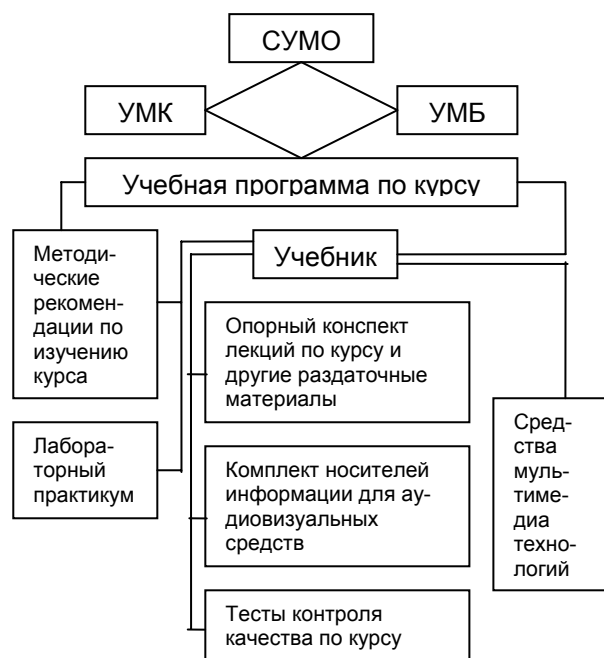 СУМО
УМК
УМБ
Учебная программа по курсу
Методи-
ческие
рекомен-
дации по
изучению
курса
Учебник
Опорный конспект
лекций по курсу и
другие раздаточные
материалы
Лабора-
торный
практикум
Комплект носителей
информации для ау-
диовизуальных
средств
Сред-
ства
муль-
тиме-
диа
техно-
логий
Тесты контроля
качества по курсу